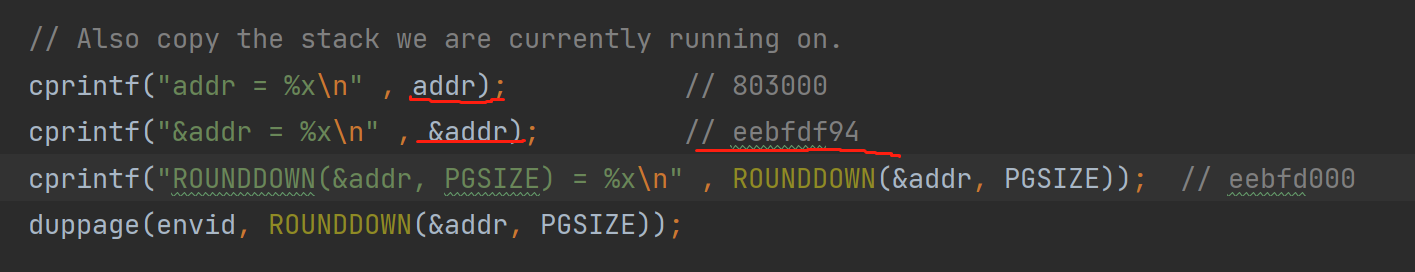 // Also copy the stack we are currently running on.
cprintf("addr = %x\n" , addr); // 803000
cprintf("&addr = %x\n" , &addr); // eebfdf94
cprintf("ROUNDDOWN(&addr, PGSIZE) = %x\n" , ROUNDDOWN(&addr, PGSIZE)); // eebfd000
duppage(envid, ROUNDDOWN(&addr, PGSIZE));